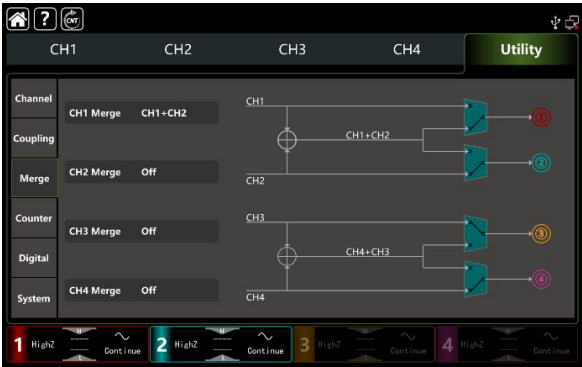 ? CNT
CH1 CH2 CH3 CH4 Utility
Channel
Coupling
Merge
Counter
Digital
System
CH1 Merge CH1+CH2
CH2 Merge Off
CH3 Merge Off
CH4 Merge Off
CH1
CH1+CH2
①
②
CH2
CH3
CH4+CH3
③
④
CH4
1 HighZ Continue
2 HighZ Continue
3 HighZ Continue
4 HighZ Continue